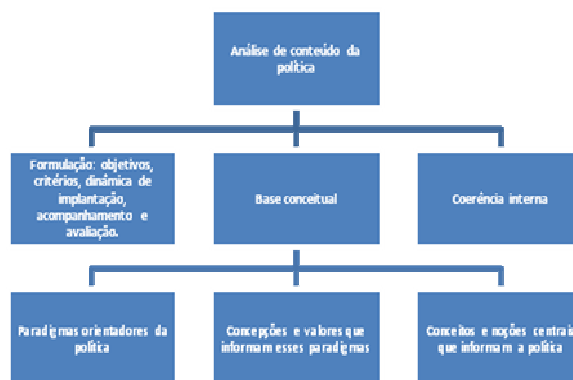 Análise de conteúdo da
política
Formulação: objetivos,
critérios, dinâmica de
implantação,
acompanhamento e
avaliação.
Base conceitual
Coerência interna
Paradigmas orientadores da
política
Concepções e valores que
informam esses paradigmas
Conceitos e noções centrais
que informam a política